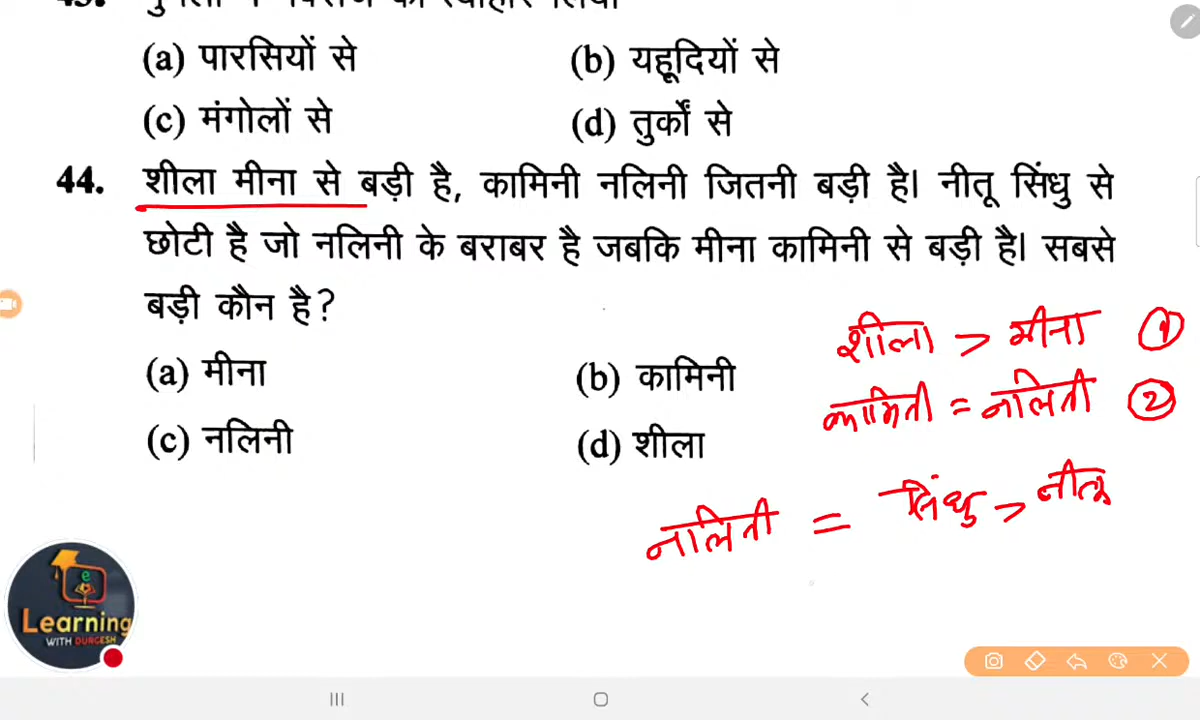 (a) पारसियों से (b) यहूदियों से
(c) मंगोलों से (d) तुर्कों से
44. शीला मीना से बड़ी है, कामिनी नलिनी जितनी बड़ी है। नीतू सिंधु से
छोटी है जो नलिनी के बराबर है जबकि मीना कामिनी से बड़ी है। सबसे
बड़ी कौन है?
(a) मीना (b) कामिनी
(c) नलिनी (d) शीला
शीला > मीना 1
कामिनी = नलिनी 2
नलिनी = सिंधु > नीतू
e
Learning
WITH DURGESH